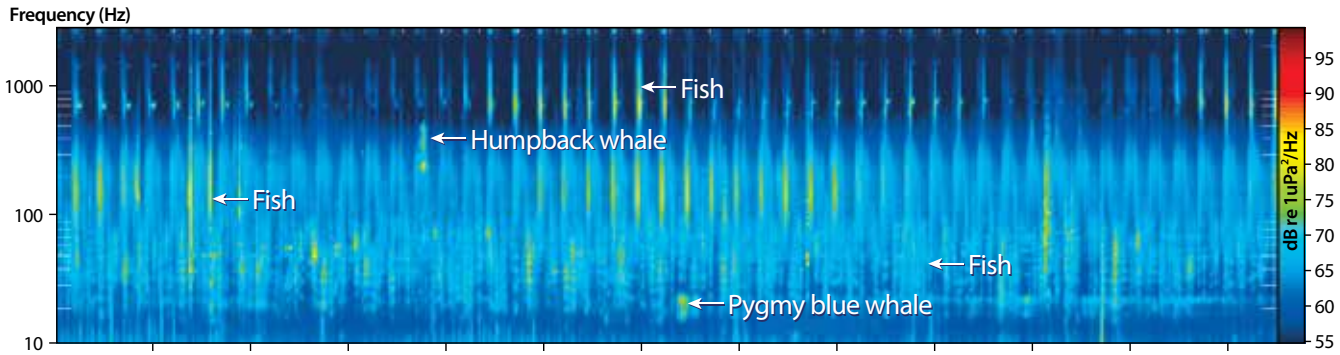 Frequency (Hz)
1000
100
10
Fish
Humpback whale
Fish
Fish
Pygmy blue whale
95
90
85
80
75
70
65
60
55
dB re 1uPa²/Hz